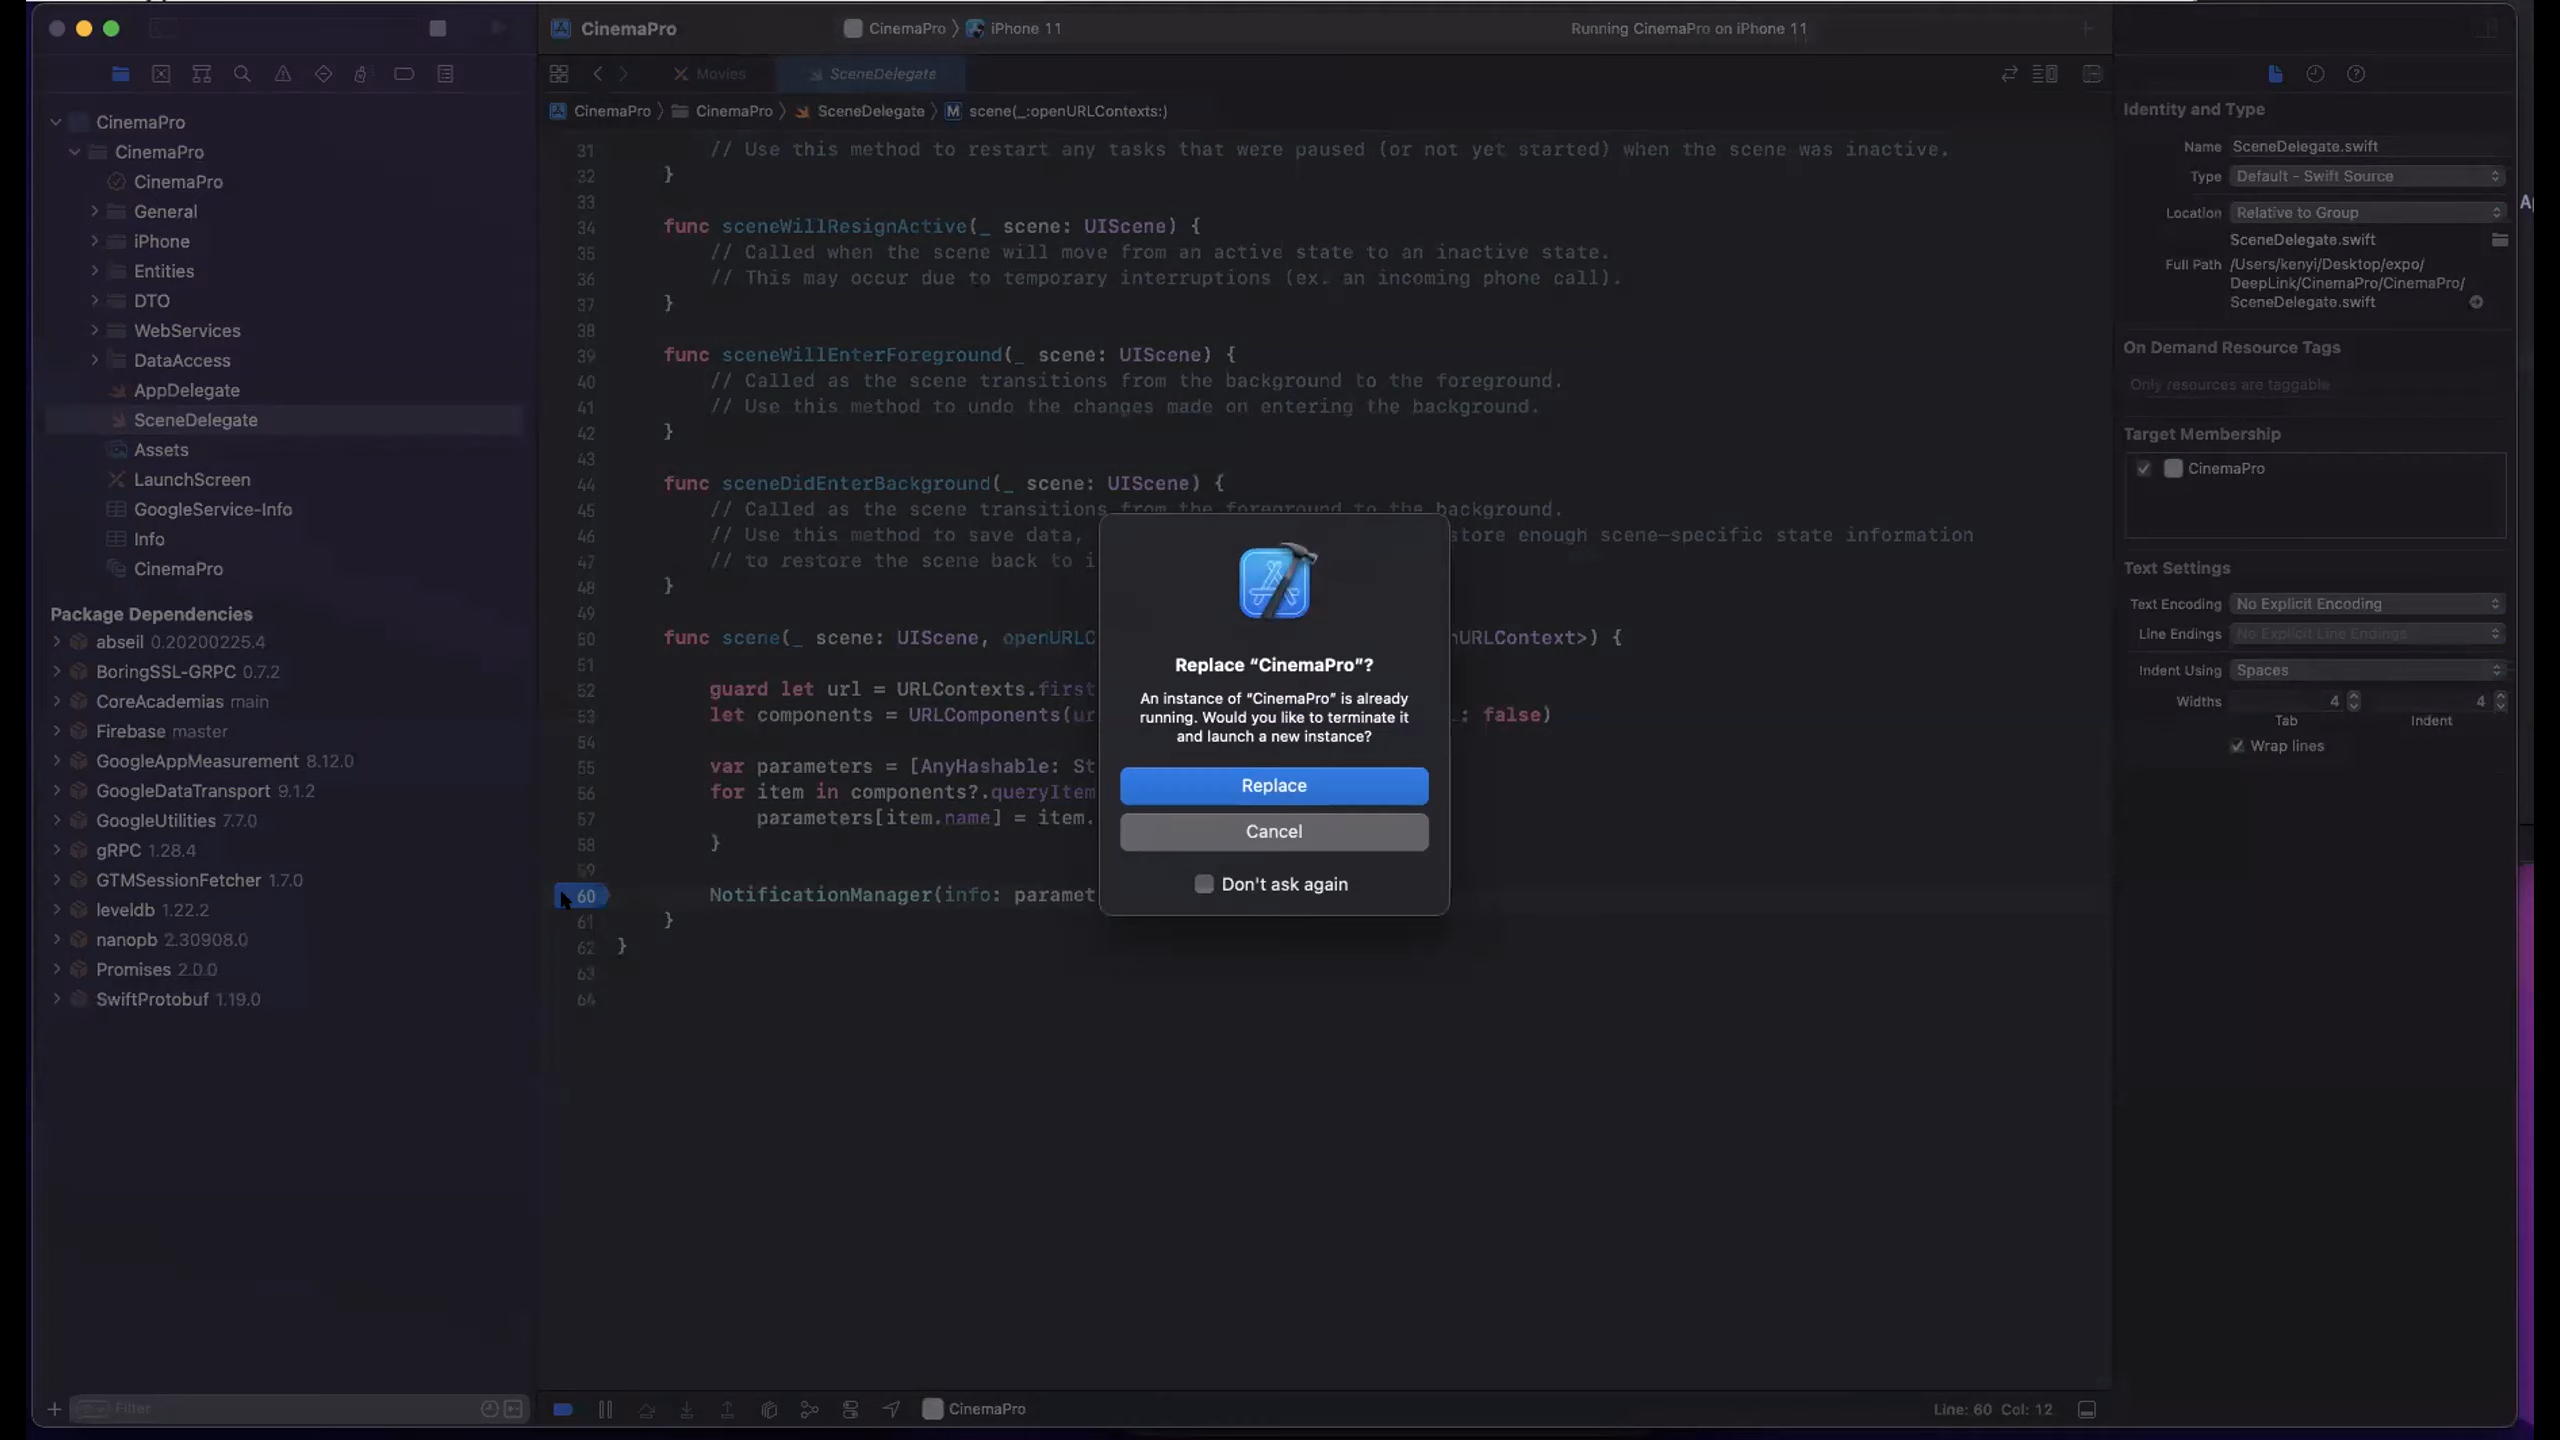 CinemaPro
CinemaPro 〉 iPhone 11
Running CinemaPro on iPhone 11
Movies
SceneDelegate
CinemaPro 〉 CinemaPro 〉 SceneDelegate 〉 M scene(_:openURLContexts:)
CinemaPro
CinemaPro
CinemaPro
General
iPhone
Entities
DTO
WebServices
DataAccess
AppDelegate
SceneDelegate
Assets
LaunchScreen
GoogleService-Info
Info
CinemaPro
Package Dependencies
abseil 0.20200225.4
BoringSSL-GRPC 0.7.2
CoreAcademias main
Firebase master
GoogleAppMeasurement 8.12.0
GoogleDataTransport 9.1.2
GoogleUtilities 7.7.0
gRPC 1.28.4
GTMSessionFetcher 1.7.0
leveldb 1.22.2
nanopb 2.30908.0
Promises 2.0.0
SwiftProtobuf 1.19.0
Filter
31 // Use this method to restart any tasks that were paused (or not yet started) when the scene was inactive.
32 }
33
34 func sceneWillResignActive(_ scene: UIScene) {
35 // Called when the scene will move from an active state to an inactive state.
36 // This may occur due to temporary interruptions (ex. an incoming phone call).
37 }
38
39 func sceneWillEnterForeground(_ scene: UIScene) {
40 // Called as the scene transitions from the background to the foreground.
41 // Use this method to undo the changes made on entering the background.
42 }
43
44 func sceneDidEnterBackground(_ scene: UIScene) {
45 // Called as the scene transitions from the foreground to the background.
46 // Use this method to save data, store enough scene-specific state information
47 // to restore the scene back to i
48 }
49
50 func scene(_ scene: UIScene, openURLC nURLContext>) {
51
52 guard let url = URLContexts.first
53 let components = URLComponents(ur : false)
54
55 var parameters = [AnyHashable: St
56 for item in components?.queryItem
57 parameters[item.name] = item.
58 }
59
60 NotificationManager(info: paramet
61 }
62 }
63
64
Replace “CinemaPro”?
An instance of “CinemaPro” is already
running. Would you like to terminate it
and launch a new instance?
Replace
Cancel
Don't ask again
CinemaPro
Line: 60 Col: 12
Identity and Type
Name SceneDelegate.swift
Type Default - Swift Source
Location Relative to Group
SceneDelegate.swift
Full Path /Users/kenyi/Desktop/expo/
DeepLink/CinemaPro/CinemaPro/
SceneDelegate.swift
On Demand Resource Tags
Only resources are taggable
Target Membership
CinemaPro
Text Settings
Text Encoding No Explicit Encoding
Line Endings No Explicit Line Endings
Indent Using Spaces
Widths 4 4
Tab Indent
Wrap lines